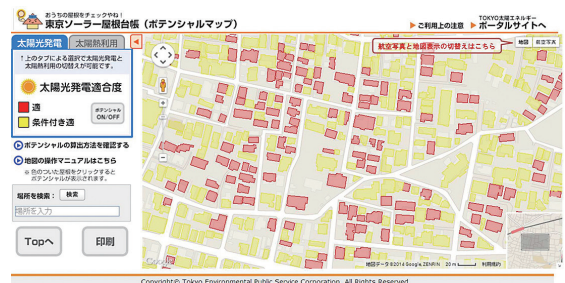 おうちの屋根をチェックやね!
東京ソーラー屋根台帳(ポテンシャルマップ)
ご利用上の注意
TOKYO太陽エネルギー
ポータルサイトへ
太陽光発電
太陽熱利用
↑上のタブによる選択で太陽光発電と
太陽熱利用の切替えが可能です。
太陽光発電適合度
適
条件付き適
ポテンシャル
ON/OFF
ポテンシャルの算出方法を確認する
地図の操作マニュアルはこちら
※ 色のついた屋根をクリックすると
ポテンシャルが表示されます。
場所を検索:
検索
場所を入力
Topへ
印刷
航空写真と地図表示の切替えはこちら
地図
航空写真
Google
地図データ ©2014 Google, ZENRIN
20 m
利用規約
Copyright© Tokyo Environmental Public Service Corporation. All Rights Reserved.